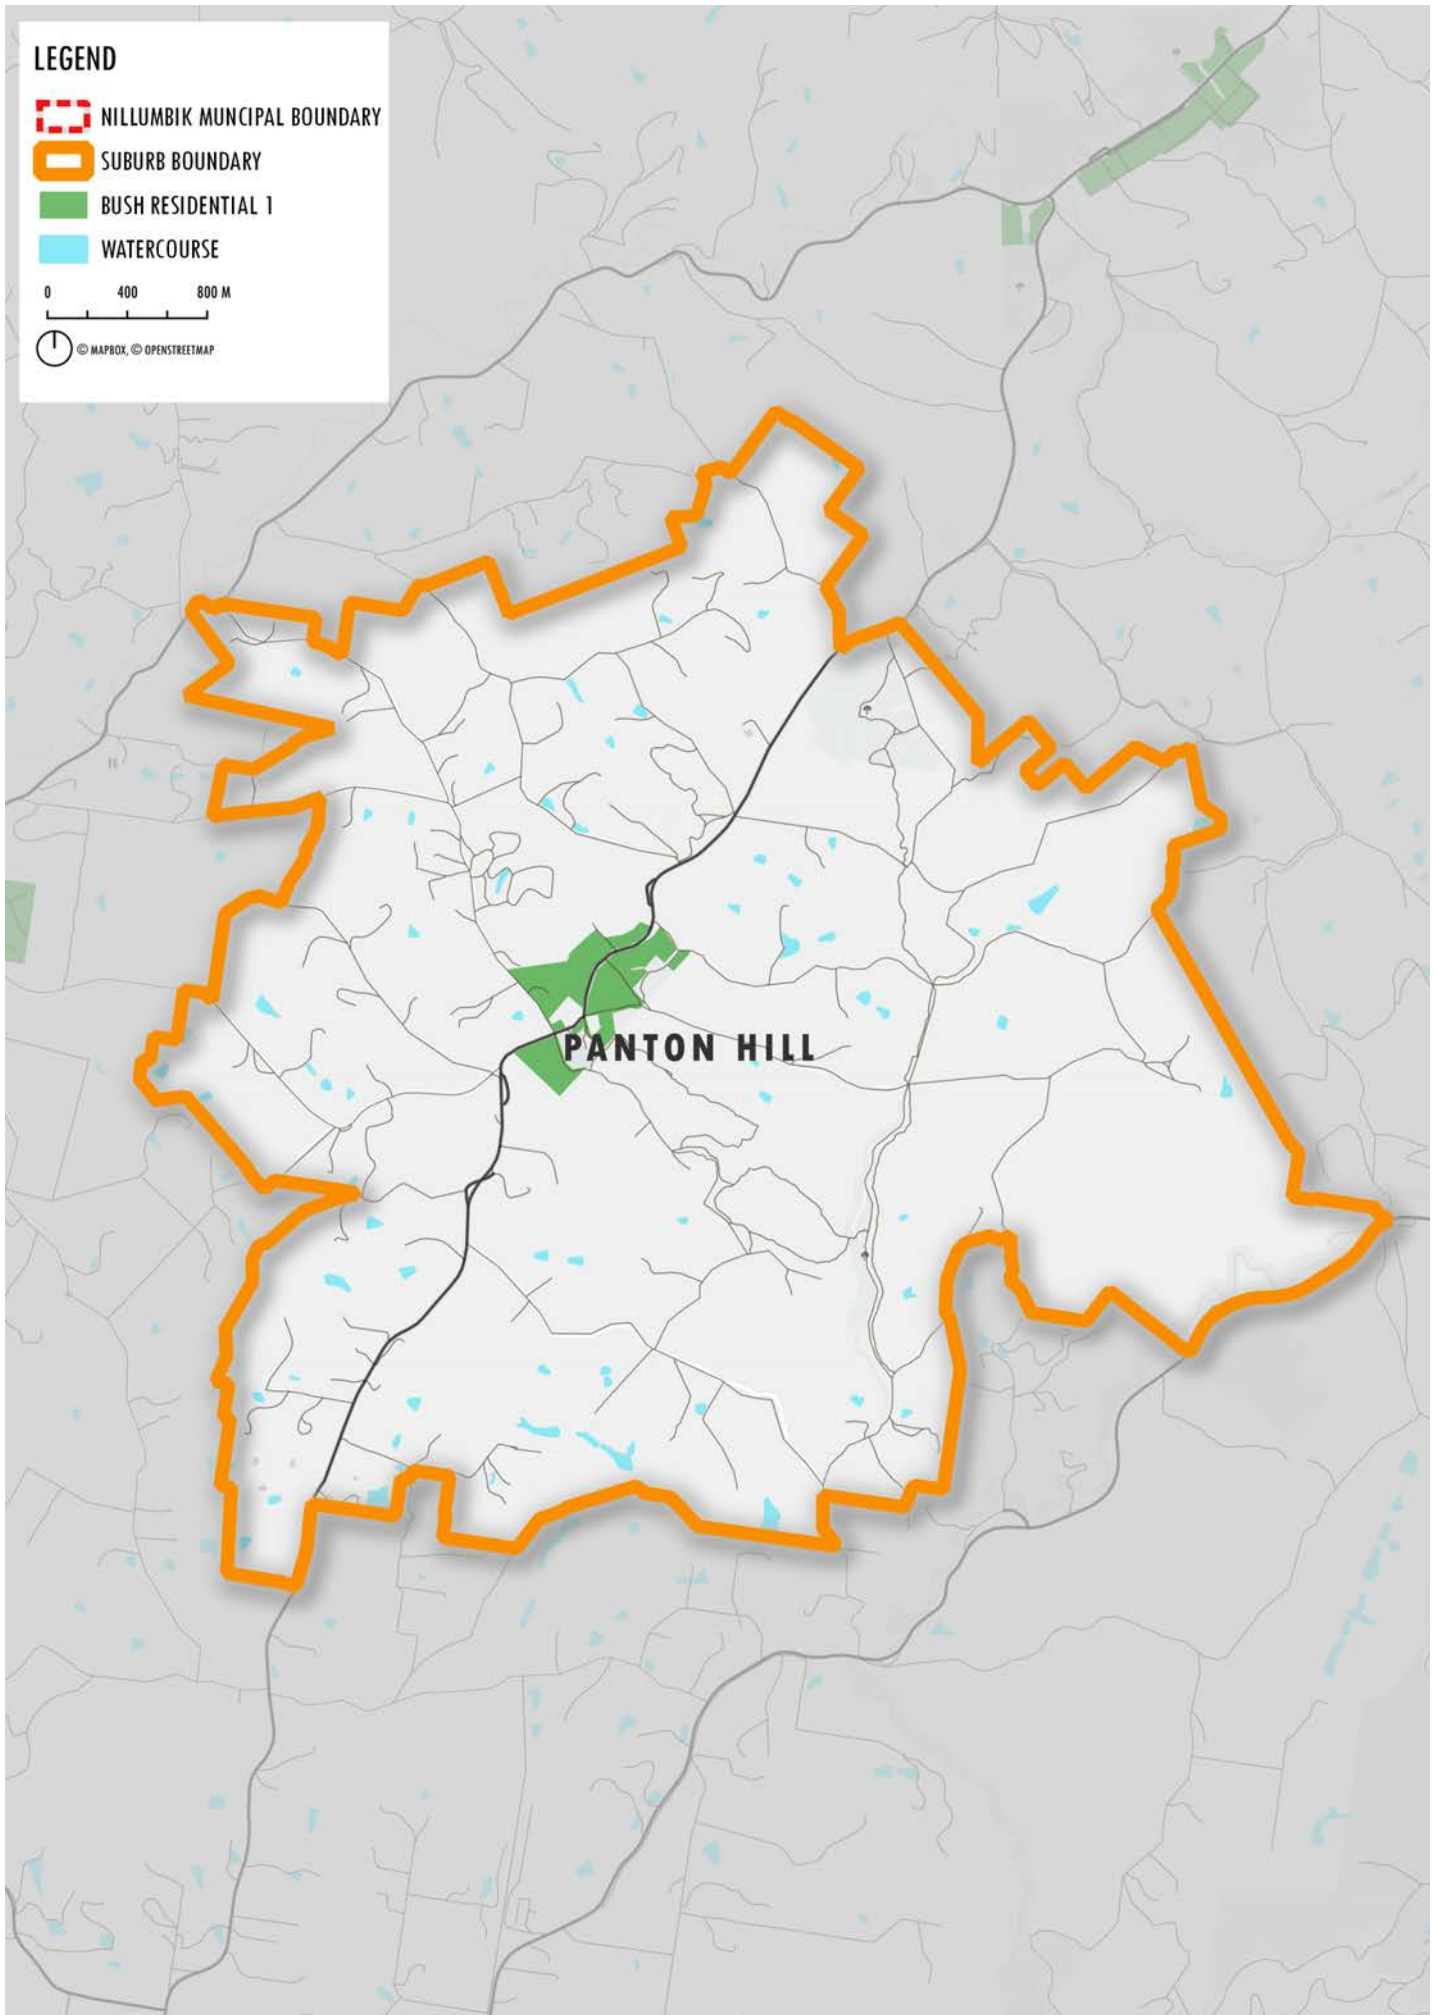 LEGEND
NILLUMBIK MUNCIPAL BOUNDARY
SUBURB BOUNDARY
BUSH RESIDENTIAL 1
WATERCOURSE
0 400 800 M
© MAPBOX, © OPENSTREETMAP
PANTON HILL